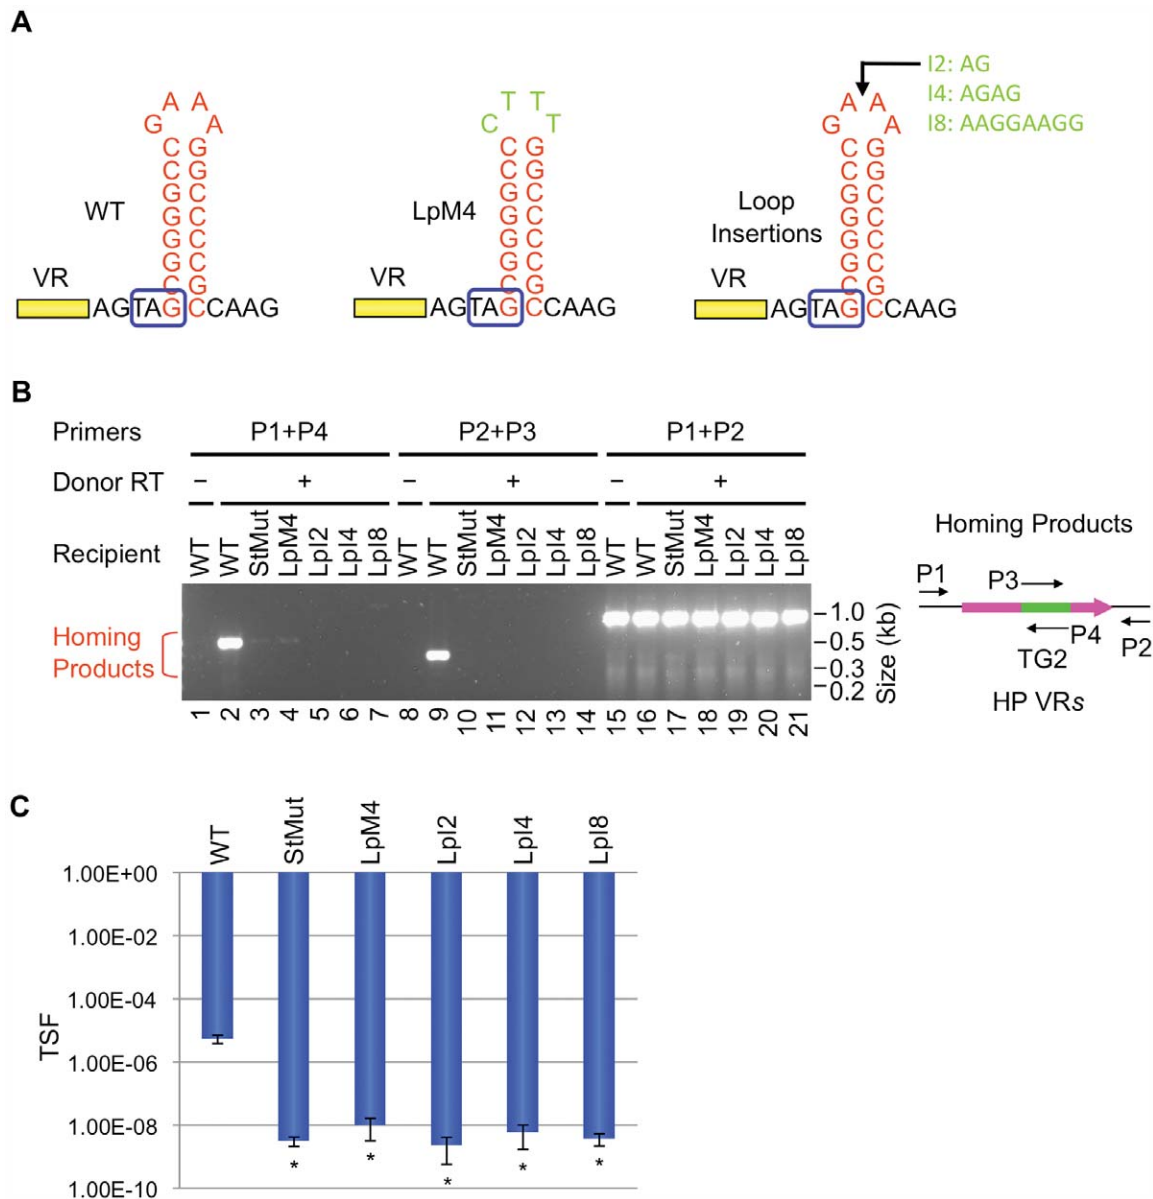 A
I2: AG
I4: AGAG
I8: AAGGAAGG
A A
G A
C G
C G
G C
G C
G C
G C
C G
WT
VR
AGTAGCCAAG
T T
C T
C G
C G
G C
G C
G C
G C
C G
LpM4
VR
AGTAGCCAAG
A A
G A
C G
C G
G C
G C
G C
G C
C G
Loop
Insertions
VR
AGTAGCCAAG
B
Primers P1+P4 P2+P3 P1+P2
Donor RT − + − + − +
Recipient WT WT StMut LpM4 LpI2 LpI4 LpI8 WT WT StMut LpM4 LpI2 LpI4 LpI8 WT WT StMut LpM4 LpI2 LpI4 LpI8
Homing
Products
1.0
0.5
0.3
0.2
Size (kb)
1 2 3 4 5 6 7 8 9 10 11 12 13 14 15 16 17 18 19 20 21
Homing Products
P1
P3
P4
P2
TG2
HP VRs
C
WT StMut LpM4 LpI2 LpI4 LpI8
1.00E+00
1.00E-02
1.00E-04
1.00E-06
1.00E-08
1.00E-10
TSF
* * * * *